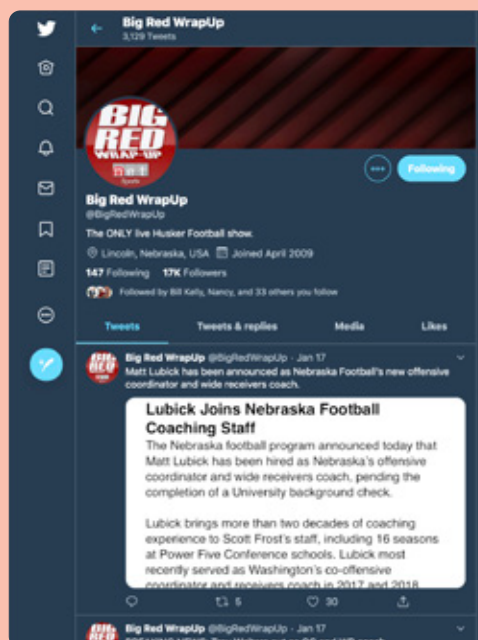 Big Red WrapUp
3,129 Tweets
BIG
RED
WRAP UP
net
Sports
Following
Big Red WrapUp
@BigRedWrapUp
The ONLY live Husker Football show.
Lincoln, Nebraska, USA Joined April 2009
147 Following 17K Followers
Followed by Bill Kelly, Nancy, and 33 others you follow
Tweets Tweets & replies Media Likes
Big Red WrapUp @BigRedWrapUp · Jan 17
Matt Lubick has been announced as Nebraska Football's new offensive
coordinator and wide receivers coach.
Lubick Joins Nebraska Football
Coaching Staff
The Nebraska football program announced today that
Matt Lubick has been hired as Nebraska's offensive
coordinator and wide receivers coach, pending the
completion of a University background check.
Lubick brings more than two decades of coaching
experience to Scott Frost's staff, including 16 seasons
at Power Five Conference schools. Lubick most
recently served as Washington's co-offensive
coordinator and receivers coach in 2017 and 2018
5 30
Big Red WrapUp @BigRedWrapUp · Jan 17